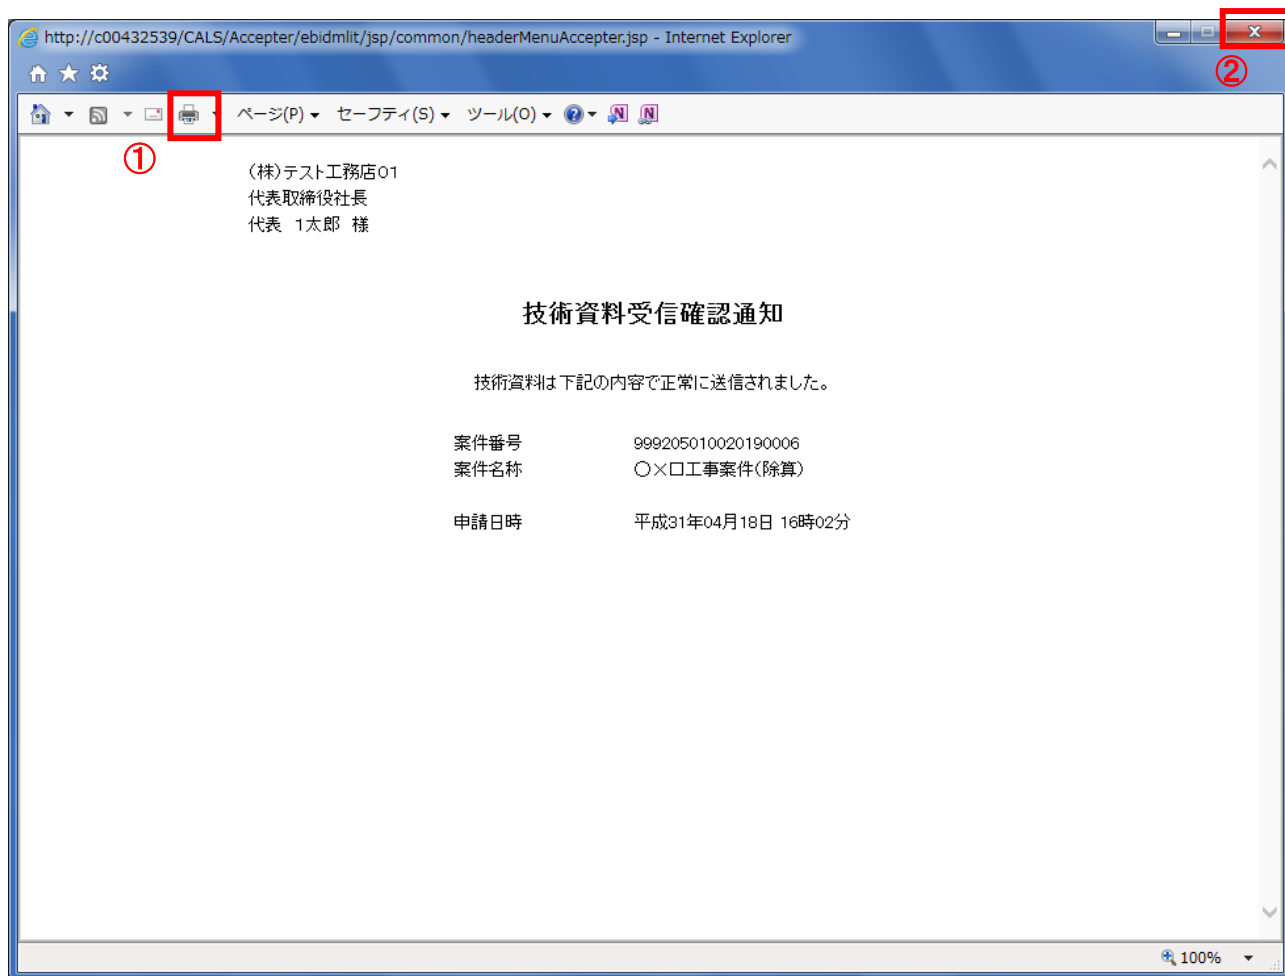 http://c00432539/CALS/Accepter/ebidmlit/jsp/common/headerMenuAccepter.jsp - Internet Explorer
②
ページ(P) セーフティ(S) ツール(O)
①
(株)テスト工務店01
代表取締役社長
代表 1太郎 様
技術資料受信確認通知
技術資料は下記の内容で正常に送信されました。
案件番号 999205010020190006
案件名称 ○×口工事案件(除算)
申請日時 平成31年04月18日 16時02分
100%